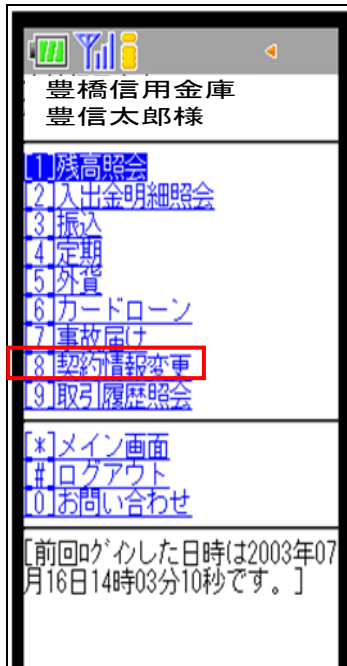 豊橋信用金庫
豊信太郎様
[1]残高照会
[2]入出金明細照会
[3]振込
[4]定期
[5]外貨
[6]カードローン
[7]事故届け
[8]契約情報変更
[9]取引履歴照会
[*]メイン画面
[#]ログアウト
[0]お問い合わせ
[前回ﾛｸﾞｲﾝした日時は2003年07
月16日14時03分10秒です。]